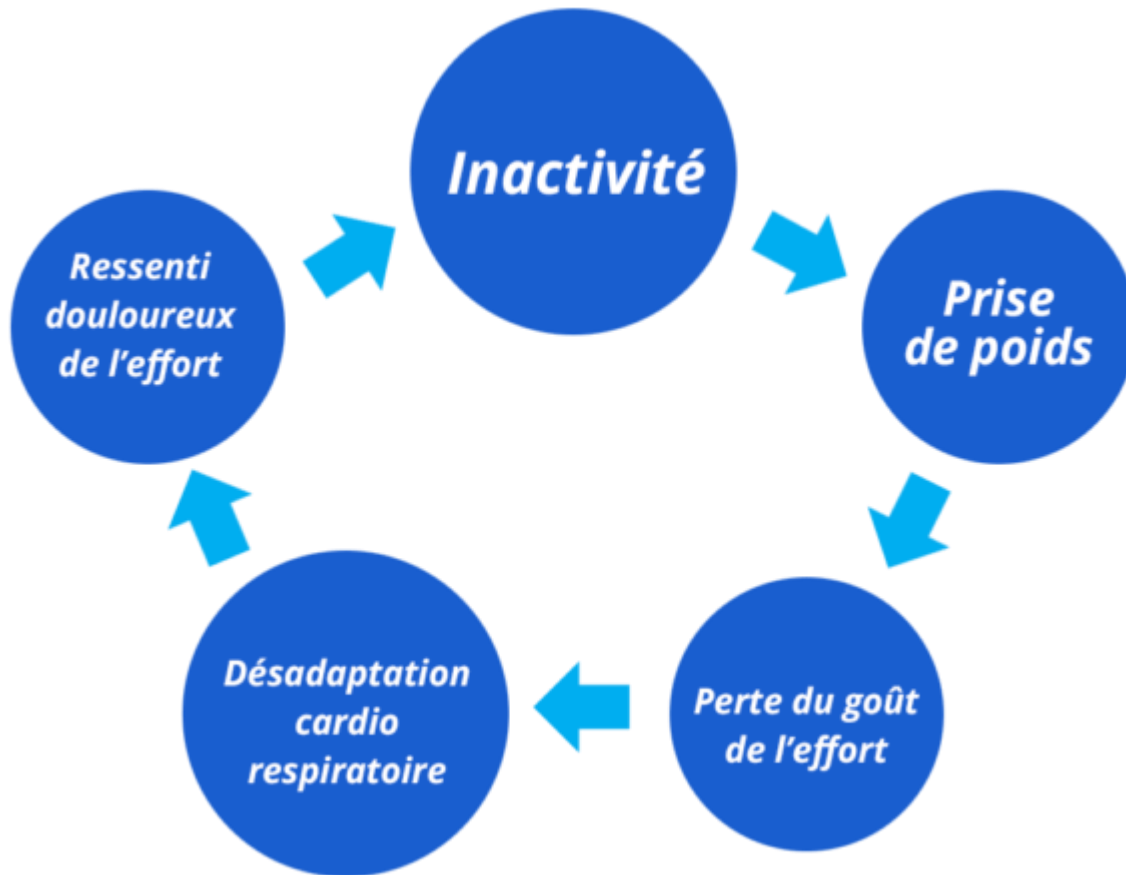 Inactivité
Prise
de poids
Perte du goût
de l’effort
Désadaptation
cardio
respiratoire
Ressenti
douloureux
de l’effort